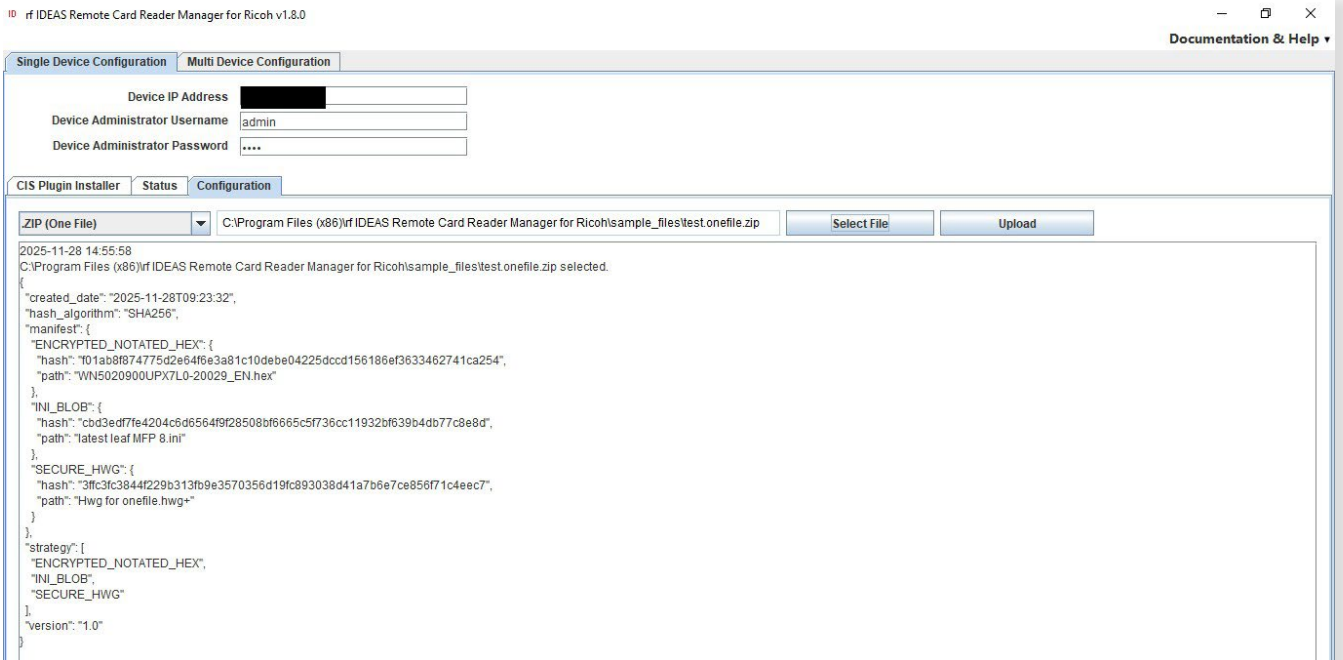 ID rf IDEAS Remote Card Reader Manager for Ricoh v1.8.0
Documentation & Help
Single Device Configuration Multi Device Configuration
Device IP Address
Device Administrator Username admin
Device Administrator Password ••••
CIS Plugin Installer Status Configuration
.ZIP (One File) C:\Program Files (x86)\rf IDEAS Remote Card Reader Manager for Ricoh\sample_files\test.onefile.zip Select File Upload
2025-11-28 14:55:58
C:\Program Files (x86)\rf IDEAS Remote Card Reader Manager for Ricoh\sample_files\test.onefile.zip selected.
{
"created_date": "2025-11-28T09:23:32",
"hash_algorithm": "SHA256",
"manifest": {
"ENCRYPTED_NOTATED_HEX": {
"hash": "f01ab8f874775d2e64f6e3a81c10debe04225dccd156186ef3633462741ca254",
"path": "WN5020900UPX7L0-20029_EN.hex"
},
"INI_BLOB": {
"hash": "cbd3edf7fe4204c6d6564f9f28508bf6665c5f736cc11932bf639b4db77c8e8d",
"path": "latest leaf MFP 8.ini"
},
"SECURE_HWG": {
"hash": "3ffc3fc3844f229b313fb9e3570356d19fc893038d41a7b6e7ce856f71c4eec7",
"path": "Hwg for onefile.hwg+"
}
},
"strategy": [
"ENCRYPTED_NOTATED_HEX",
"INI_BLOB",
"SECURE_HWG"
],
"version": "1.0"
}